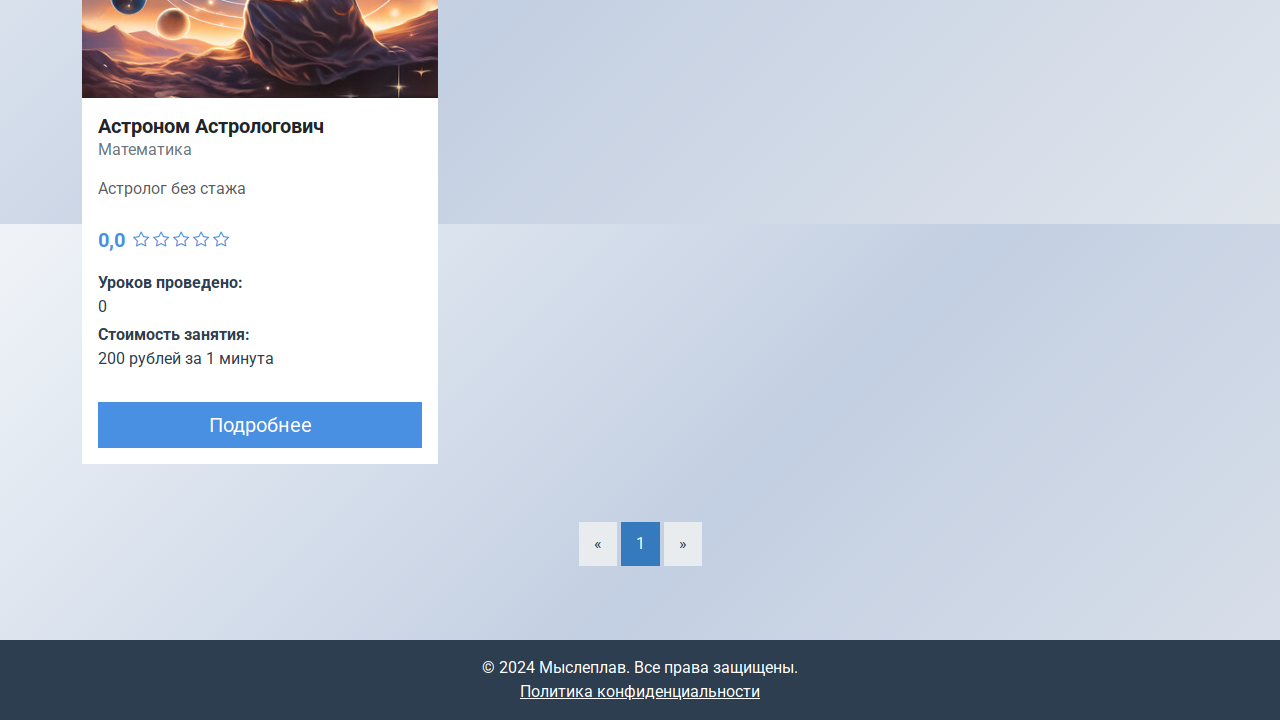 Астроном Астрологович
Математика
Астролог без стажа
0,0
Уроков проведено:
0
Стоимость занятия:
200 рублей за 1 минута
Подробнее
« 1 »
© 2024 Мыслеплав. Все права защищены.
Политика конфиденциальности